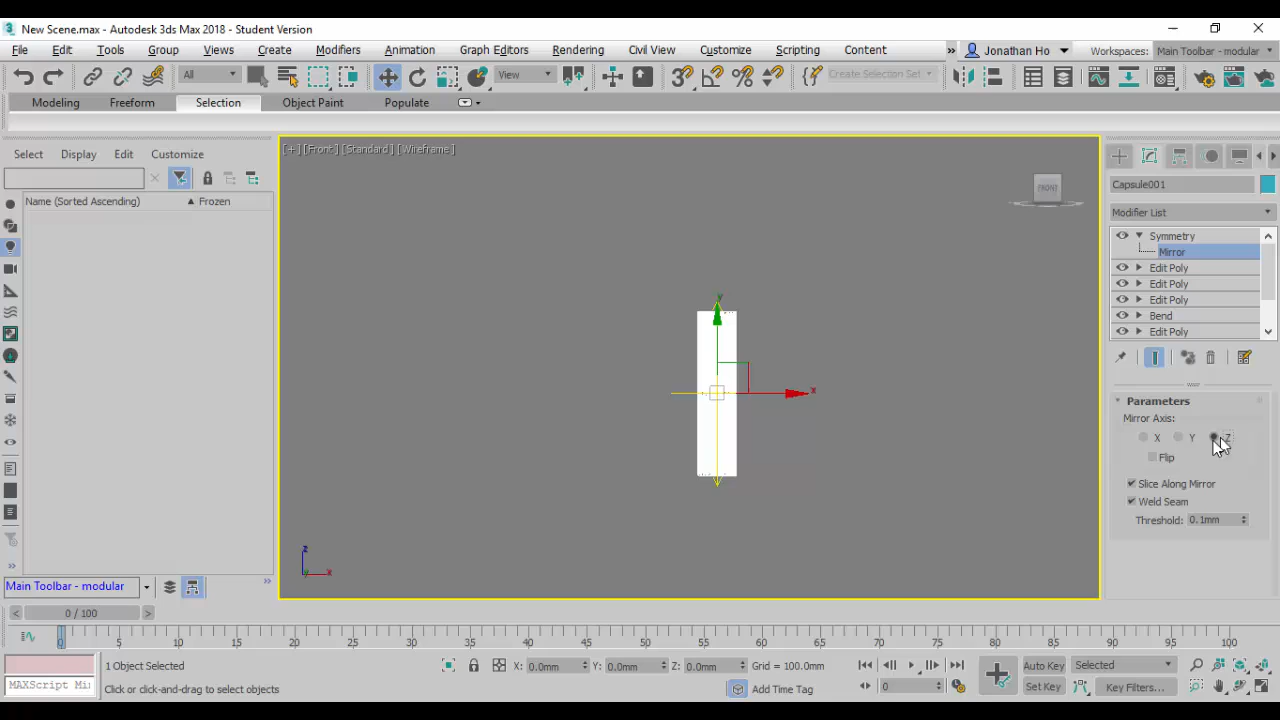 New Scene.max - Autodesk 3ds Max 2018 - Student Version
File Edit Tools Group Views Create Modifiers Animation Graph Editors Rendering Civil View Customize Scripting Content » Jonathan Ho Workspaces: Main Toolbar - modular
All View Create Selection Set
Modeling Freeform Selection Object Paint Populate
Select Display Edit Customize
Name (Sorted Ascending) Frozen
[+] [Front] [Standard] [Wireframe]
FRONT
y
x
z
y x
Capsule001
Modifier List
Symmetry
Mirror
Edit Poly
Edit Poly
Edit Poly
Bend
Edit Poly
Parameters
Mirror Axis:
X Y Z
Flip
Slice Along Mirror
Weld Seam
Threshold: 0.1mm
Main Toolbar - modular »
< 0 / 100 >
0 5 10 15 20 25 30 35 40 45 50 55 60 65 70 75 80 85 90 95 100
1 Object Selected X: 0.0mm Y: 0.0mm Z: 0.0mm Grid = 100.0mm Auto Key Selected
MAXScript Mi Click or click-and-drag to select objects Add Time Tag 0 Set Key Key Filters...